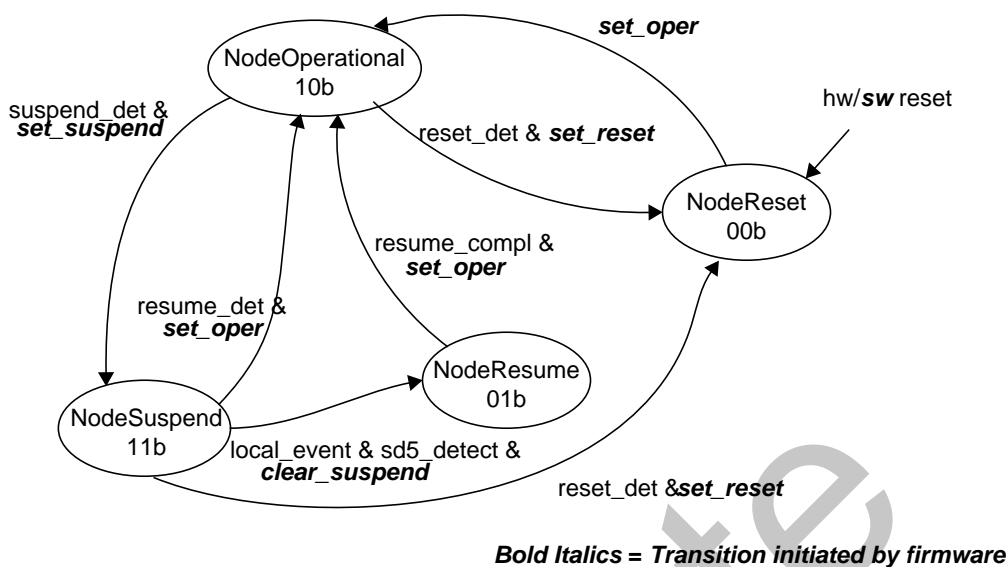 set_oper
NodeOperational
10b
hw/sw reset
suspend_det &
set_suspend
reset_det & set_reset
NodeReset
00b
resume_compl &
set_oper
resume_det &
set_oper
NodeResume
01b
NodeSuspend
11b
local_event & sd5_detect &
clear_suspend
reset_det &set_reset
Bold Italics = Transition initiated by firmware